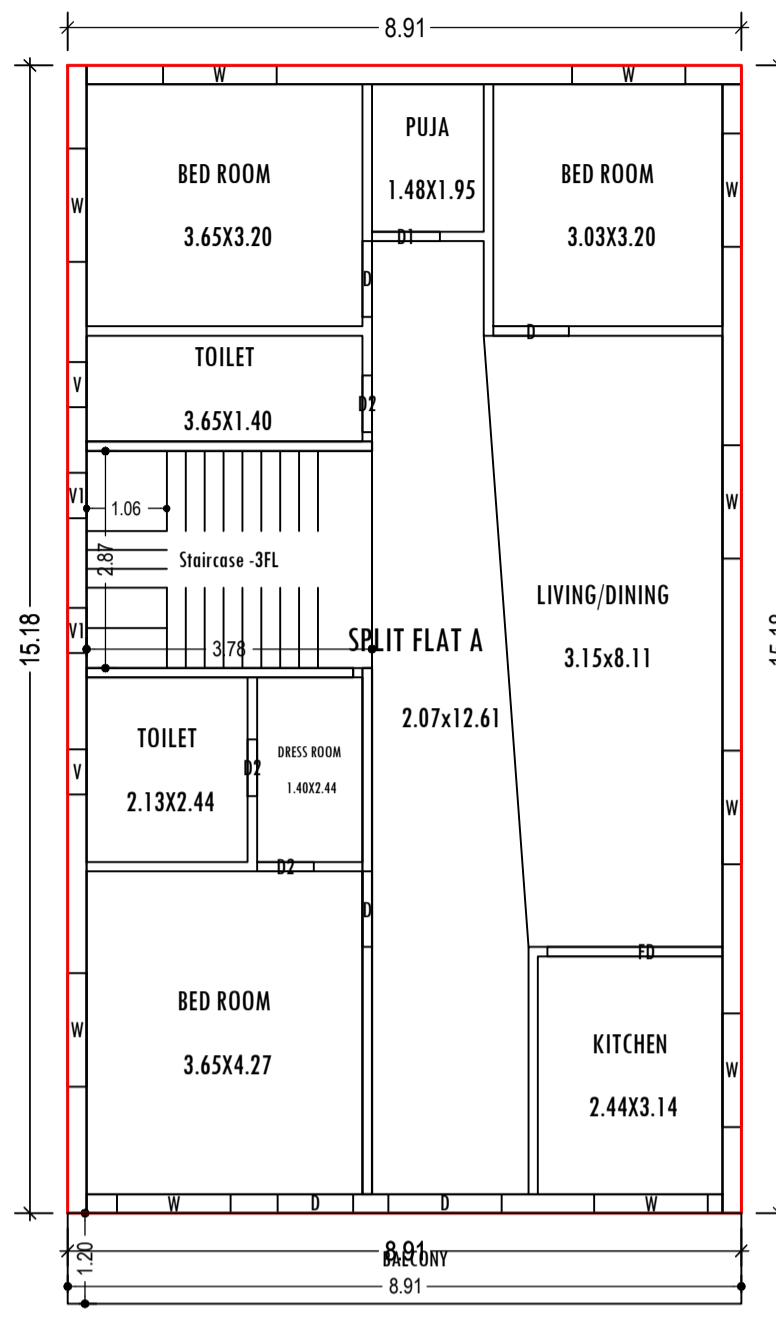 8.91
W
W
PUJA
1.48X1.95
BED ROOM
3.65X3.20
BED ROOM
3.03X3.20
W
W
D1
D
D
TOILET
3.65X1.40
V
D2
V1
1.06
W
2.87
Staircase -3FL
LIVING/DINING
3.15x8.11
V1
15.18
15.18
3.78
SPLIT FLAT A
2.07x12.61
TOILET
2.13X2.44
V
D2
DRESS ROOM
1.40X2.44
W
D2
D
FD
BED ROOM
3.65X4.27
W
KITCHEN
2.44X3.14
W
W
D
D
W
1.20
8.91
BALCONY
8.91